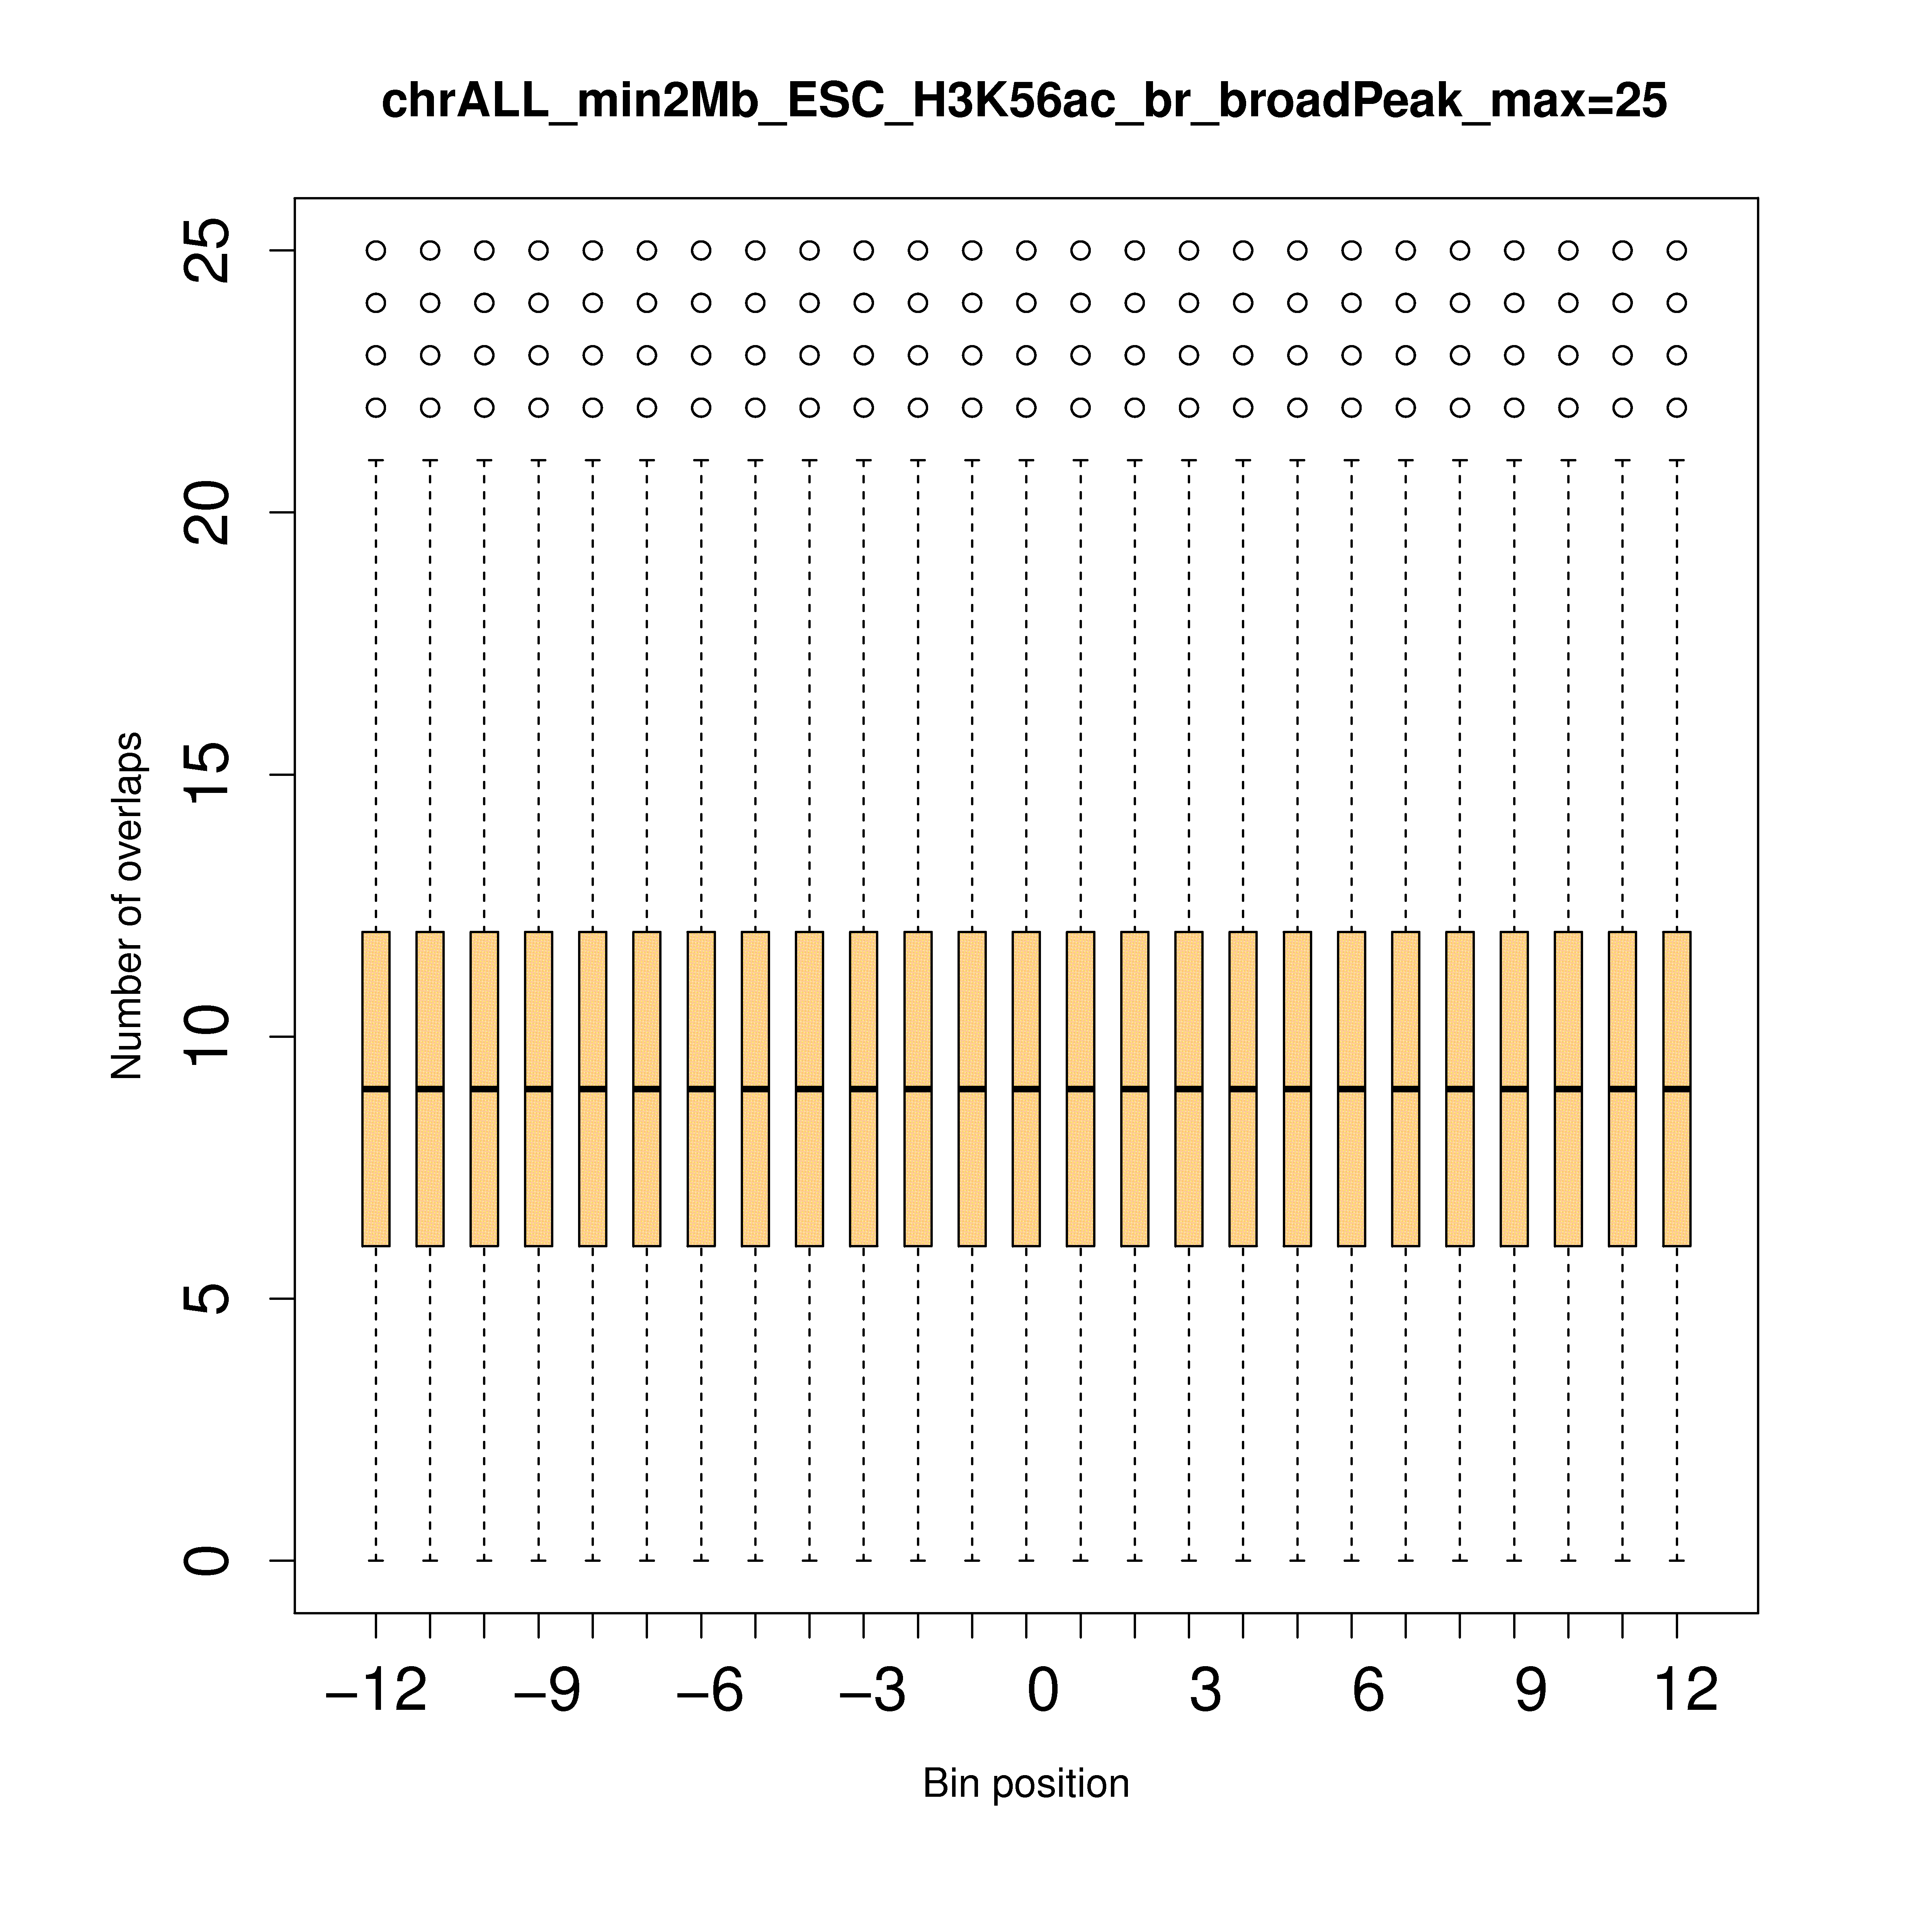 chrALL_min2Mb_ESC_H3K56ac_br_broadPeak_max=25
25
20
15
10
5
0
Number of overlaps
−12 −9 −6 −3 0 3 6 9 12
Bin position